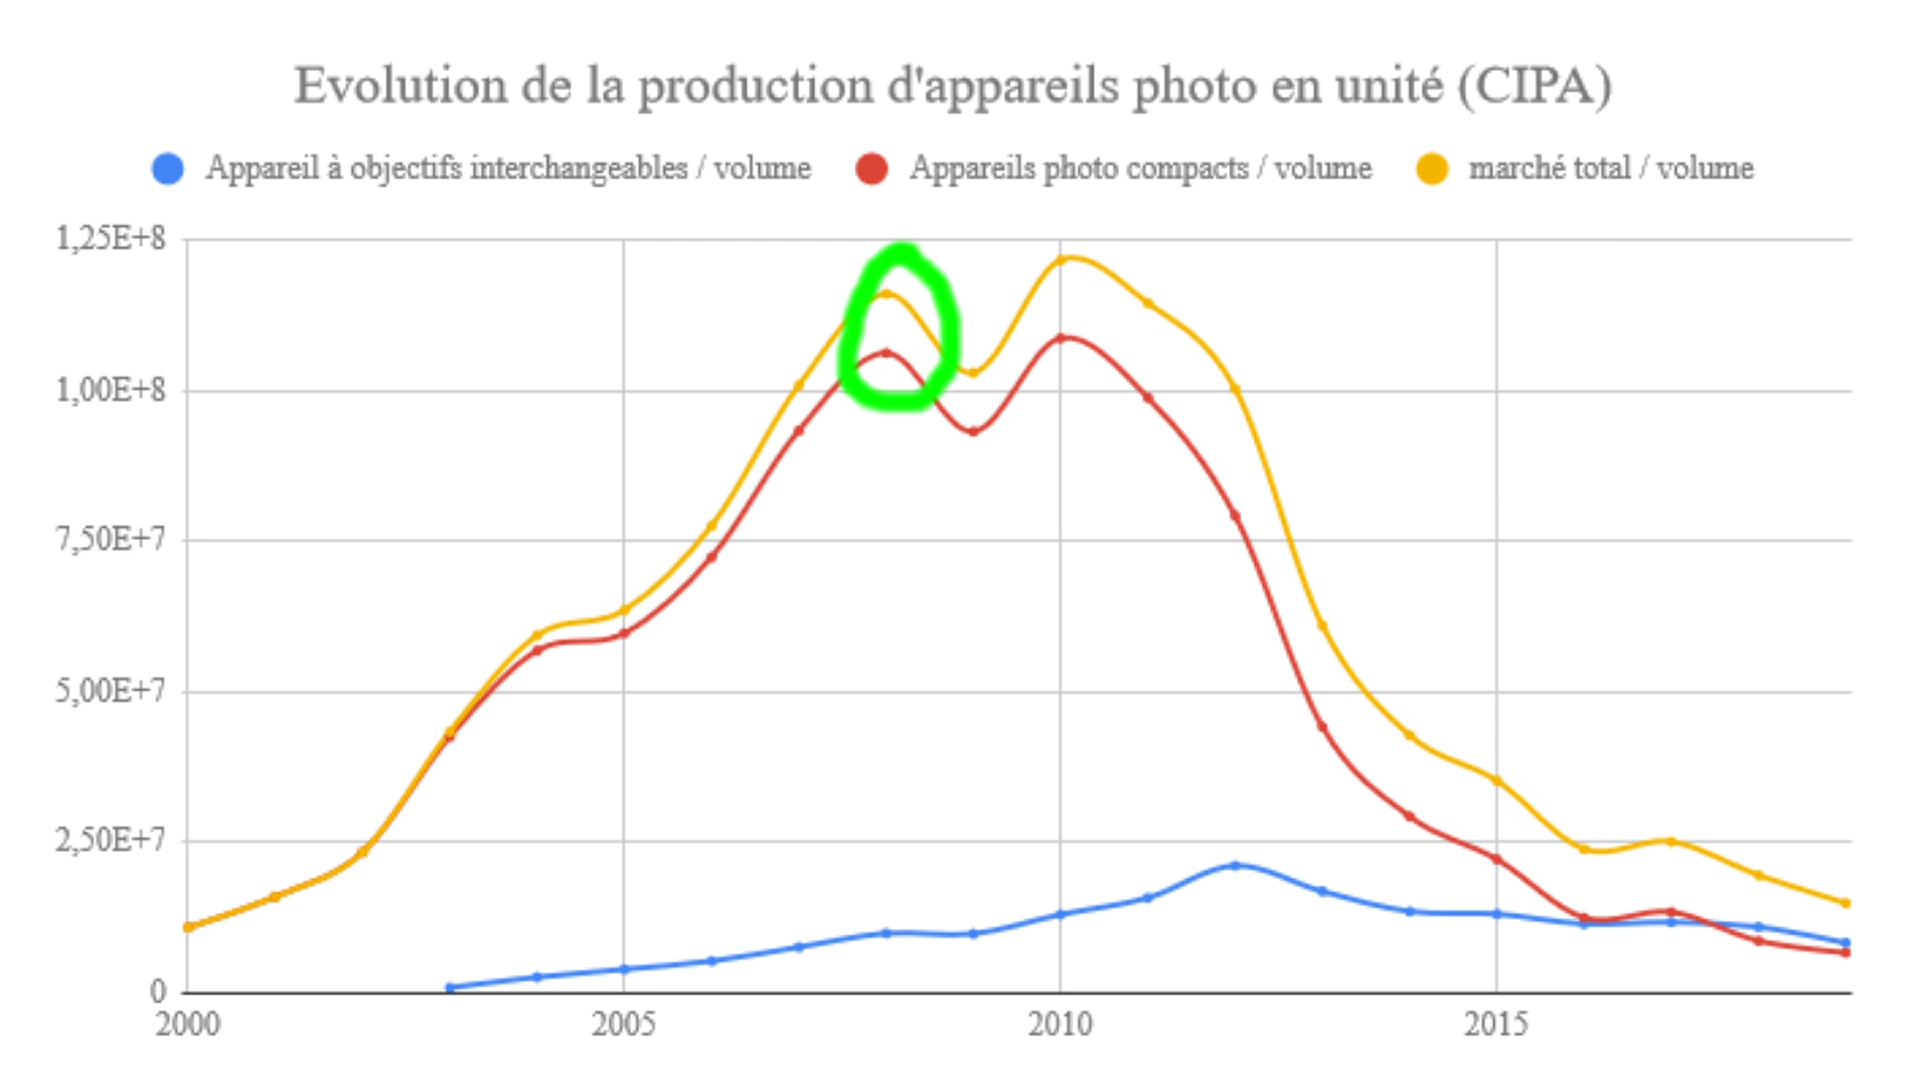 Evolution de la production d'appareils photo en unité (CIPA)
Appareil à objectifs interchangeables / volume Appareils photo compacts / volume marché total / volume
1,25E+8
1,00E+8
7,50E+7
5,00E+7
2,50E+7
0
2000 2005 2010 2015